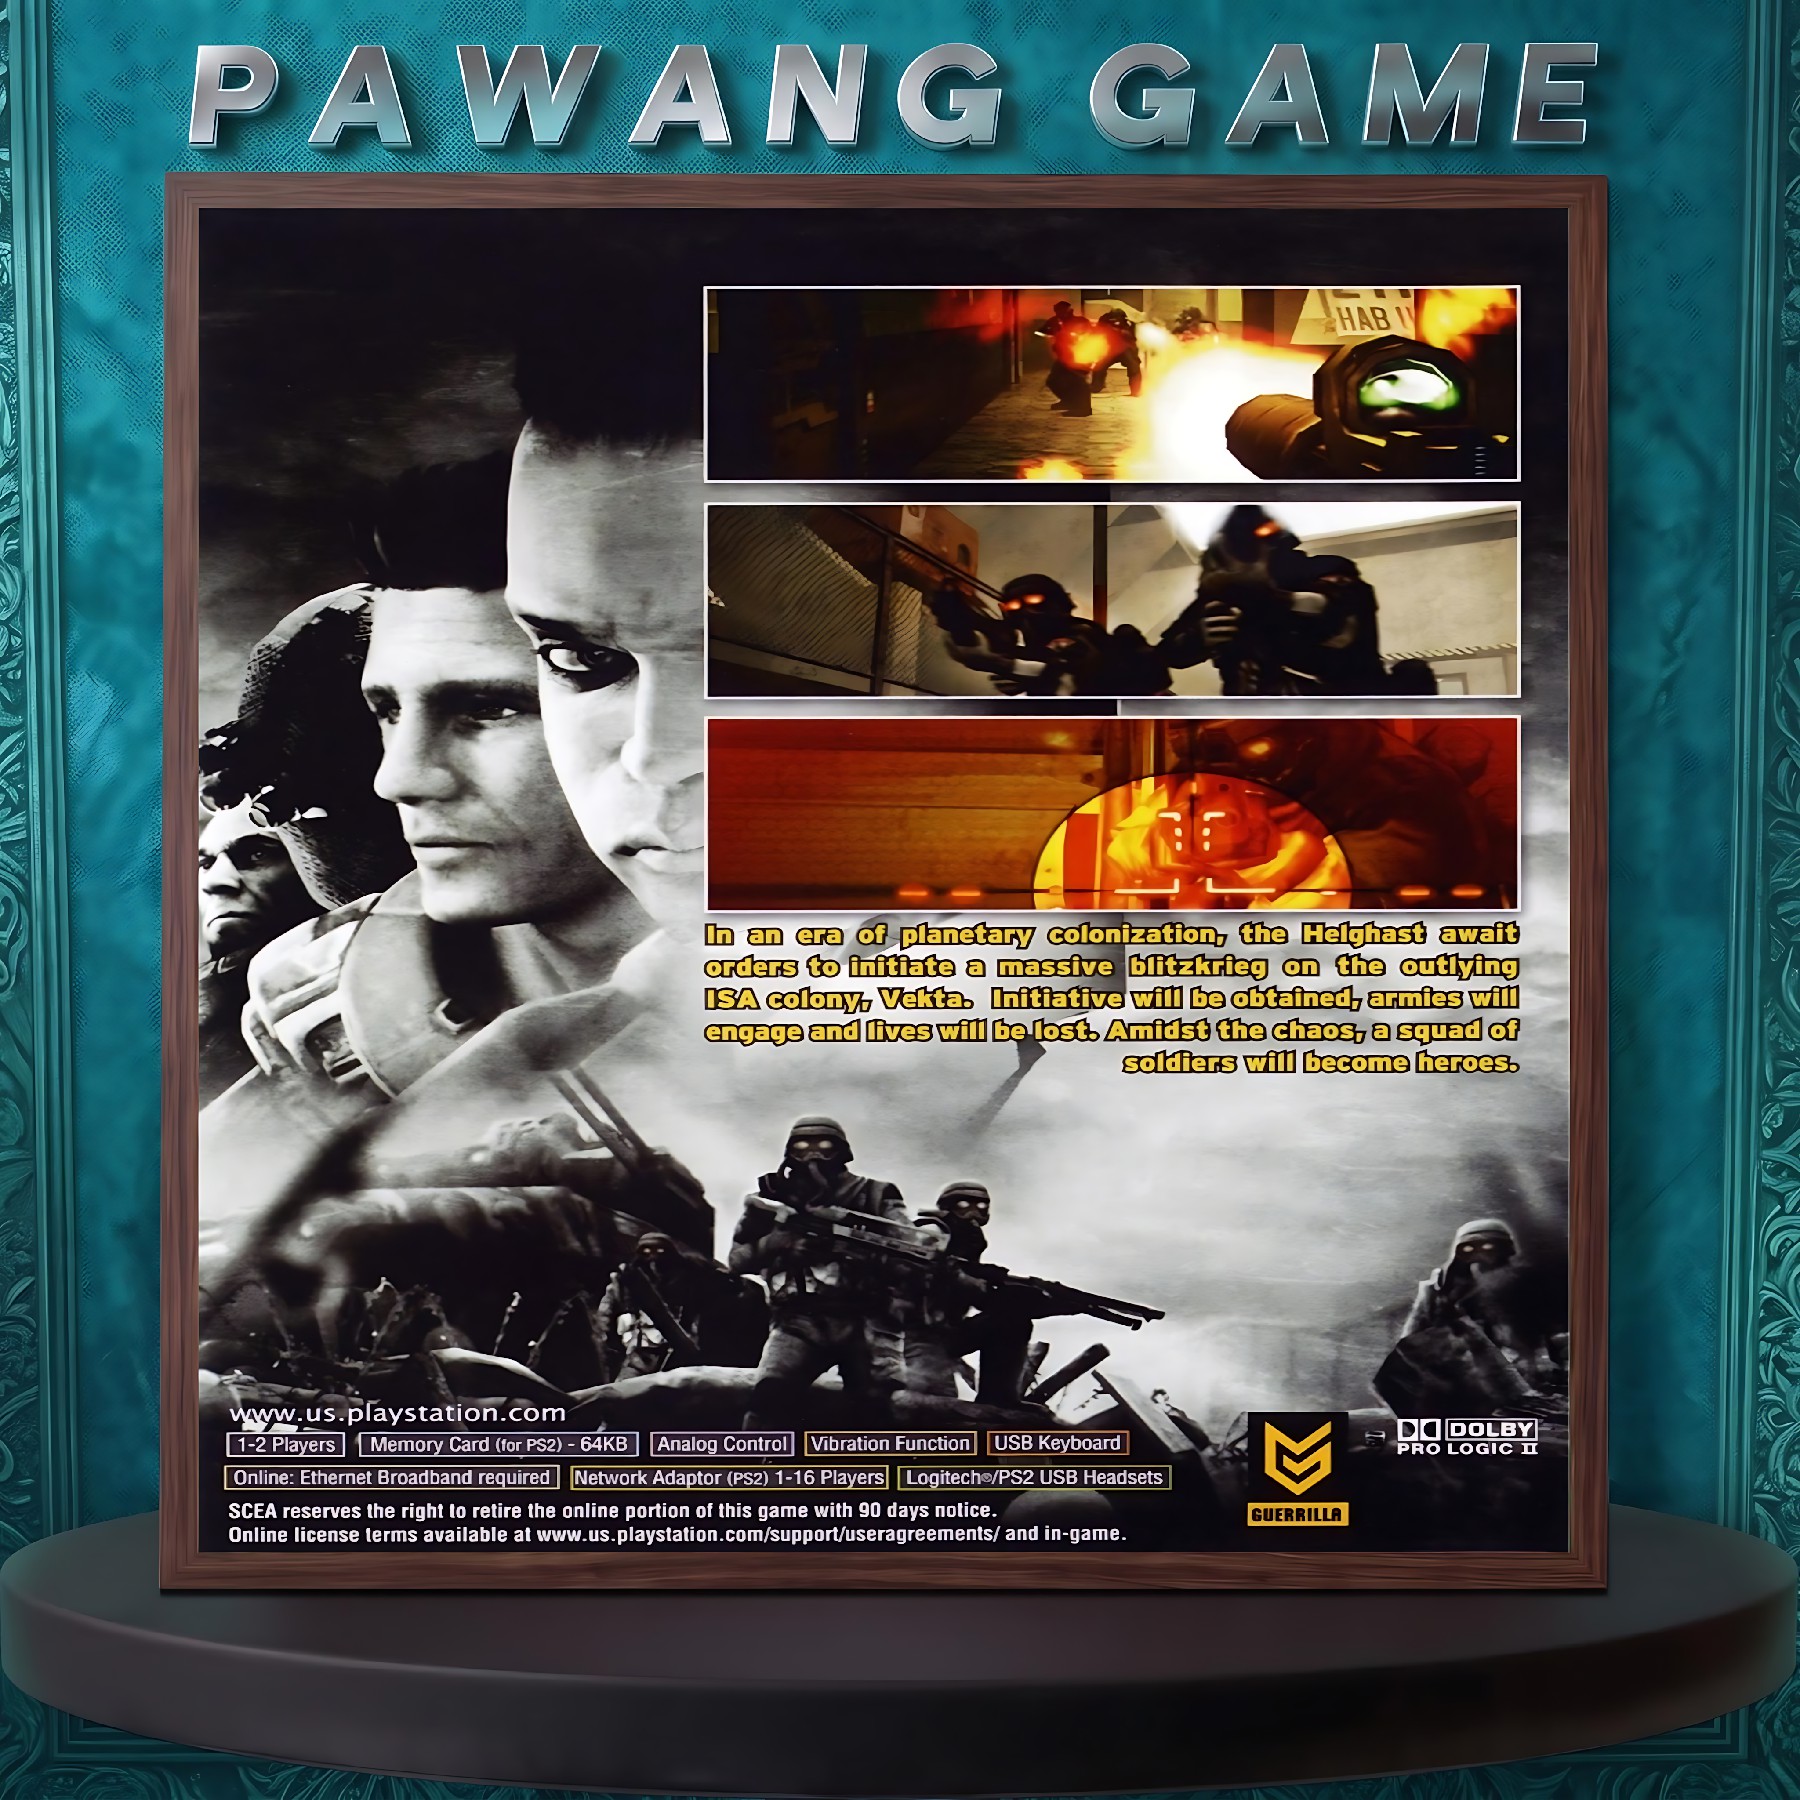 PAWANG GAME
HAB
In an era of planetary colonization, the Helghast await
orders to initiate a massive blitzkrieg on the outlying
ISA colony, Vekta. Initiative will be obtained, armies will
engage and lives will be lost. Amidst the chaos, a squad of
soldiers will become heroes.
www.us.playstation.com
1-2 Players
Memory Card (for PS2) - 64KB
Analog Control
Vibration Function
USB Keyboard
Online: Ethernet Broadband required
Network Adaptor (PS2) 1-16 Players
Logitech®/PS2 USB Headsets
SCEA reserves the right to retire the online portion of this game with 90 days notice.
Online license terms available at www.us.playstation.com/support/useragreements/ and in-game.
GUERRILLA
DOLBY
PRO LOGIC II